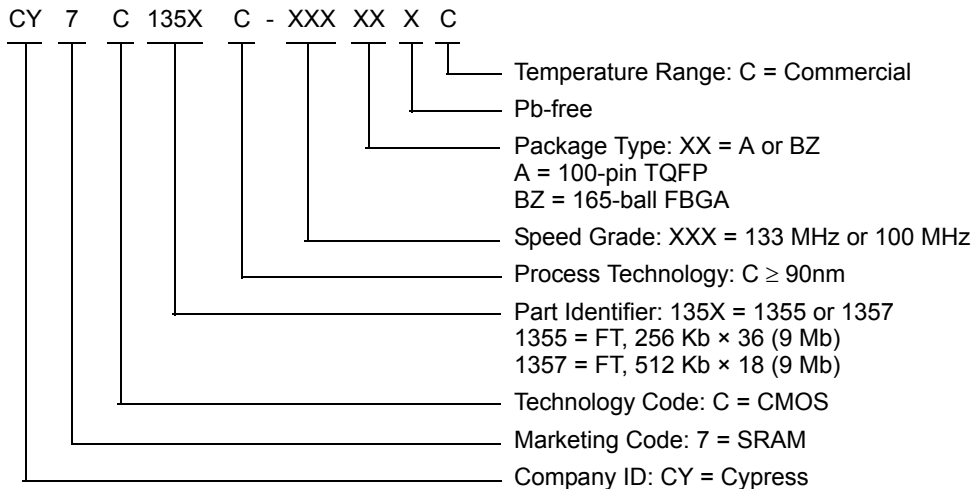 CY 7 C 135X C - XXX XX X C
Temperature Range: C = Commercial
Pb-free
Package Type: XX = A or BZ
A = 100-pin TQFP
BZ = 165-ball FBGA
Speed Grade: XXX = 133 MHz or 100 MHz
Process Technology: C ≥ 90nm
Part Identifier: 135X = 1355 or 1357
1355 = FT, 256 Kb × 36 (9 Mb)
1357 = FT, 512 Kb × 18 (9 Mb)
Technology Code: C = CMOS
Marketing Code: 7 = SRAM
Company ID: CY = Cypress